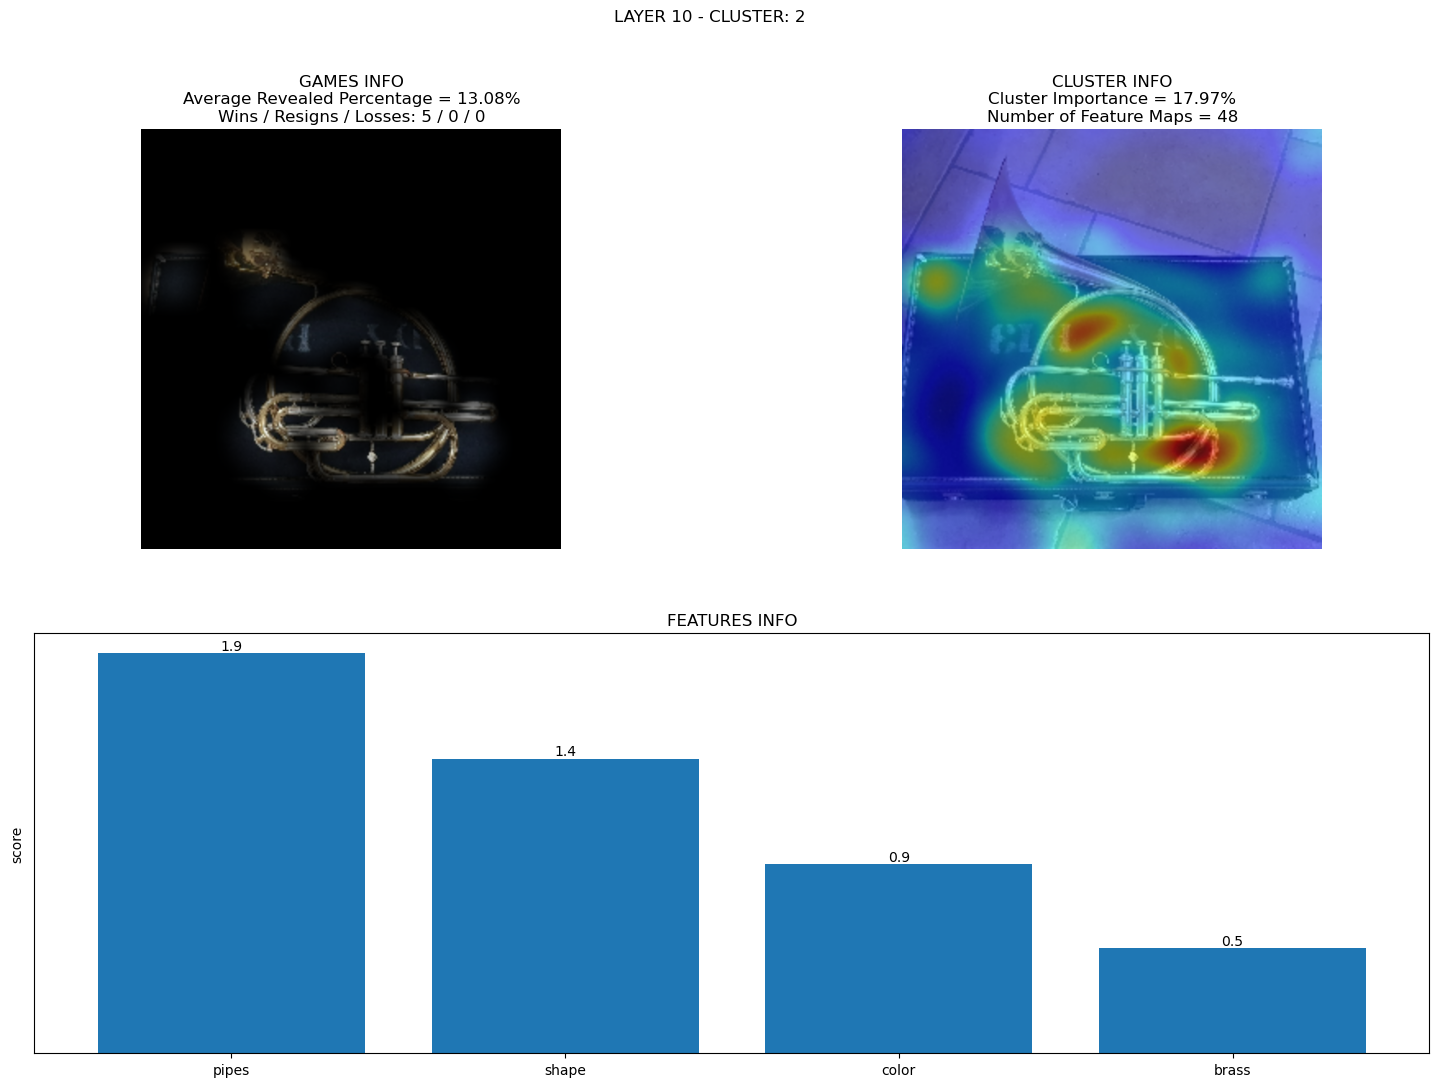 LAYER 10 - CLUSTER: 2
GAMES INFO
Average Revealed Percentage = 13.08%
Wins / Resigns / Losses: 5 / 0 / 0
CLUSTER INFO
Cluster Importance = 17.97%
Number of Feature Maps = 48
FEATURES INFO
score
1.9
1.4
0.9
0.5
pipes
shape
color
brass